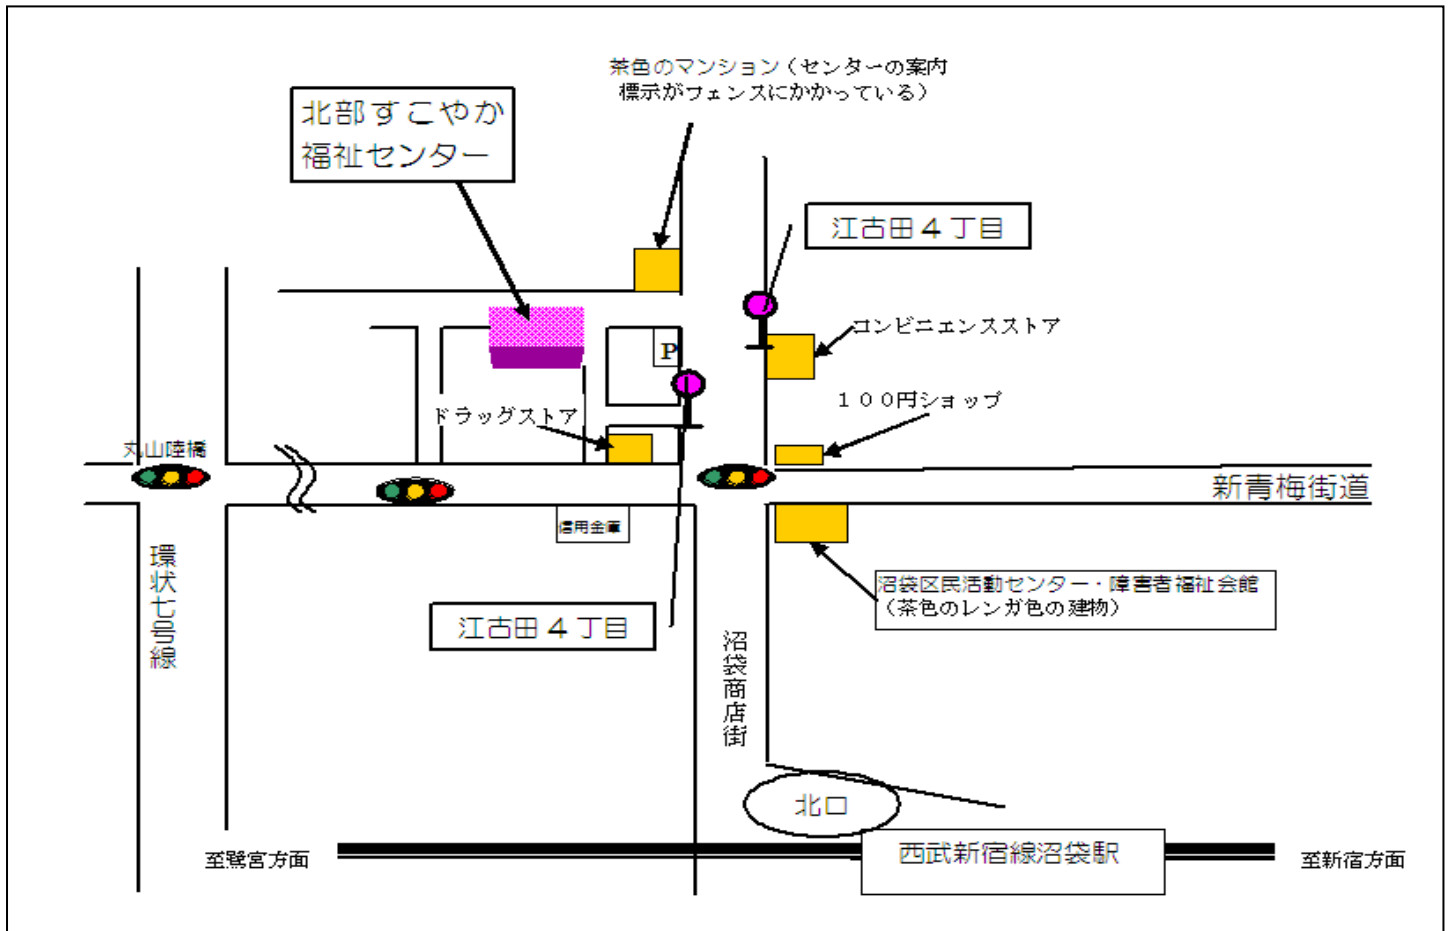 茶色のマンション（センターの案内
標示がフェンスにかかっている）
北部すこやか
福祉センター
江古田４丁目
コンビニェンスストア
P
１００円ショップ
ドラッグストア
丸山陸橋
新青梅街道
信用金庫
環状七号線
沼袋区民活動センター・障害者福祉会館
（茶色のレンガ色の建物）
江古田４丁目
沼袋商店街
北口
西武新宿線沼袋駅
至鷺宮方面
至新宿方面